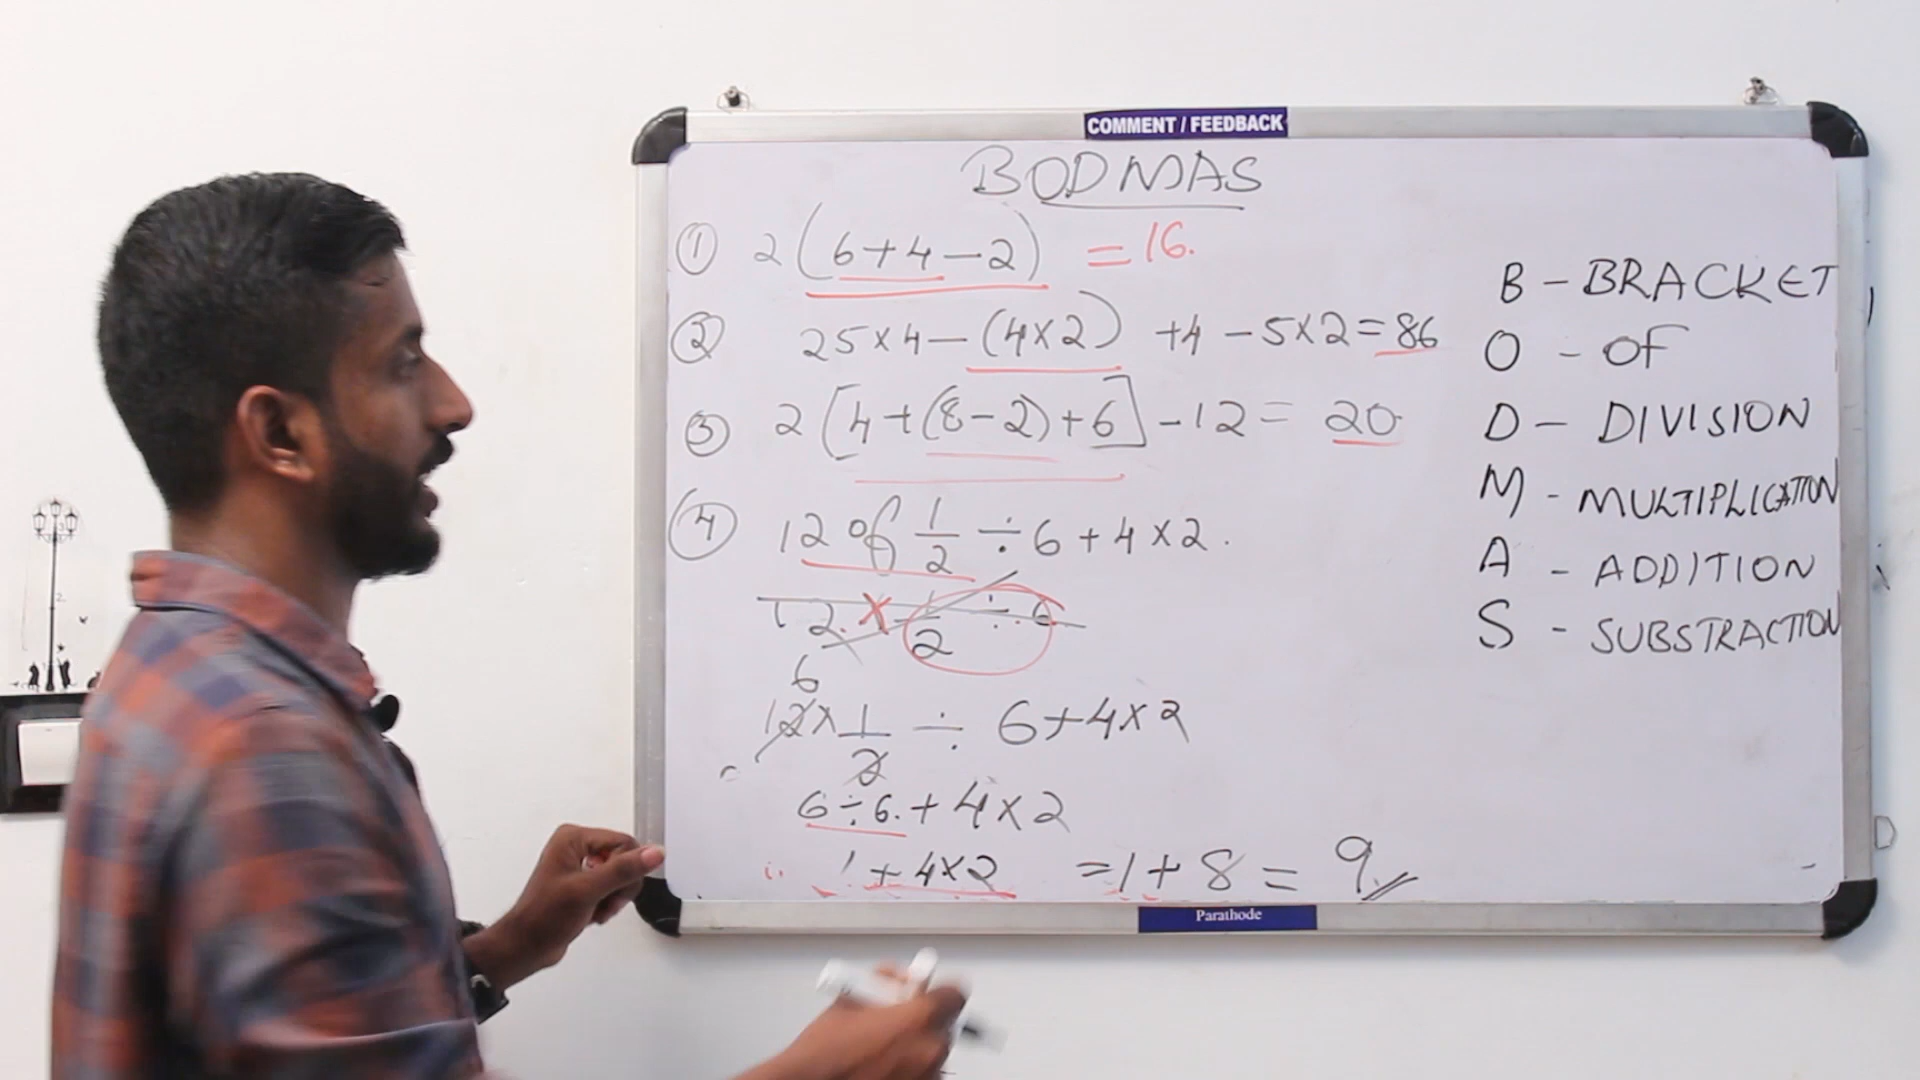 COMMENT / FEEDBACK
BODMAS
① 2(6+4-2) = 16.
② 25×4-(4×2) +4-5×2=86
③ 2[4+(8-2)+6]-12= 20
④ 12 of 1/2 ÷ 6+4×2.
12 × 1/2 ÷ 6
6
12×1/2 ÷ 6+4×2
6÷6.+4×2
1+4×2 =1+8= 9
B - BRACKET
O - OF
D - DIVISION
M - MULTIPLICATION
A - ADDITION
S - SUBSTRACTION
Parathode